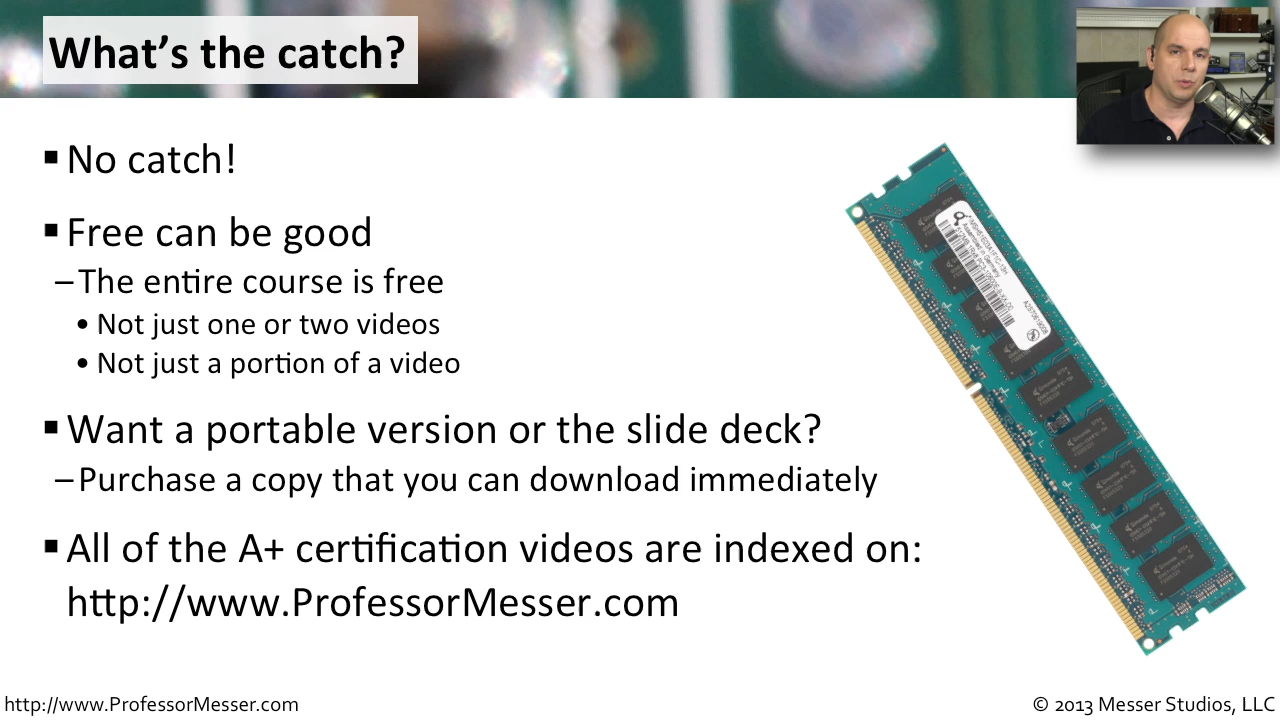 What's the catch?
▪ No catch!
▪ Free can be good
– The entire course is free
• Not just one or two videos
• Not just a portion of a video
▪ Want a portable version or the slide deck?
– Purchase a copy that you can download immediately
▪ All of the A+ certification videos are indexed on:
http://www.ProfessorMesser.com
Assembled in Germany
http://www.ProfessorMesser.com
© 2013 Messer Studios, LLC